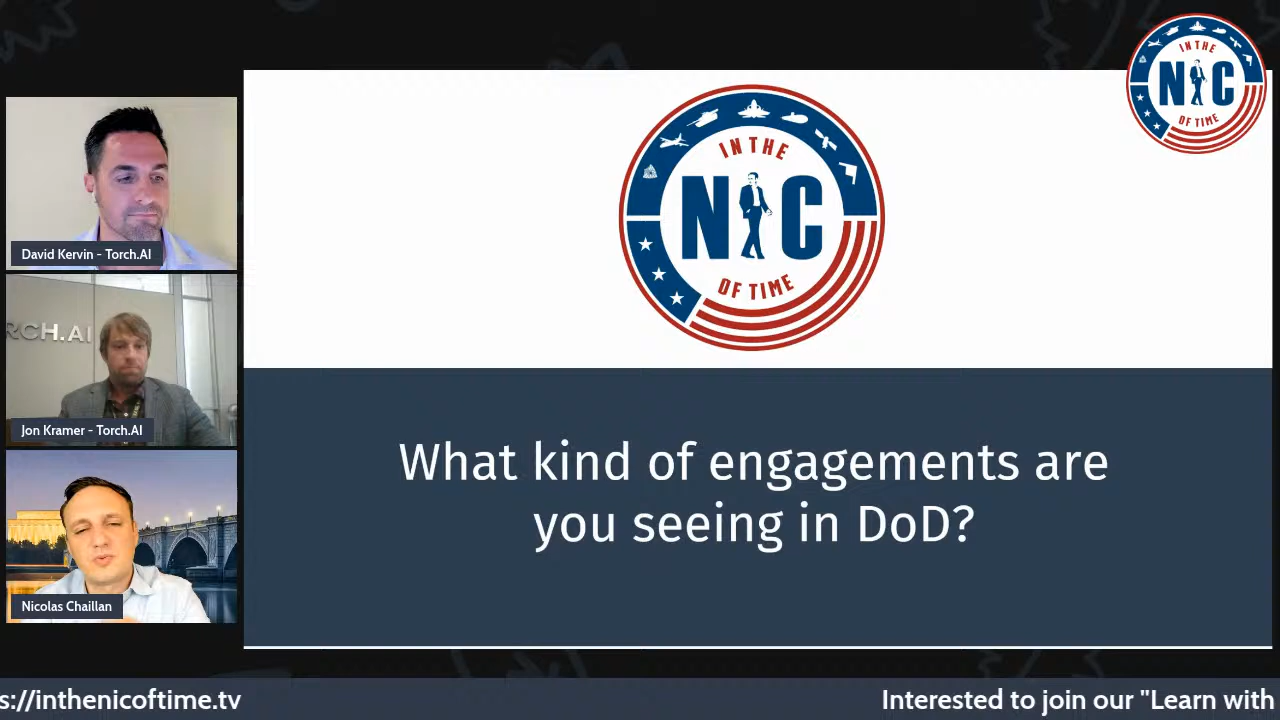 IN THE
NIC
OF TIME
IN THE
NIC
OF TIME
David Kervin - Torch.AI
RCH.AI
Jon Kramer - Torch.AI
Nicolas Chaillan
What kind of engagements are
you seeing in DoD?
s://inthenicoftime.tv
Interested to join our "Learn with